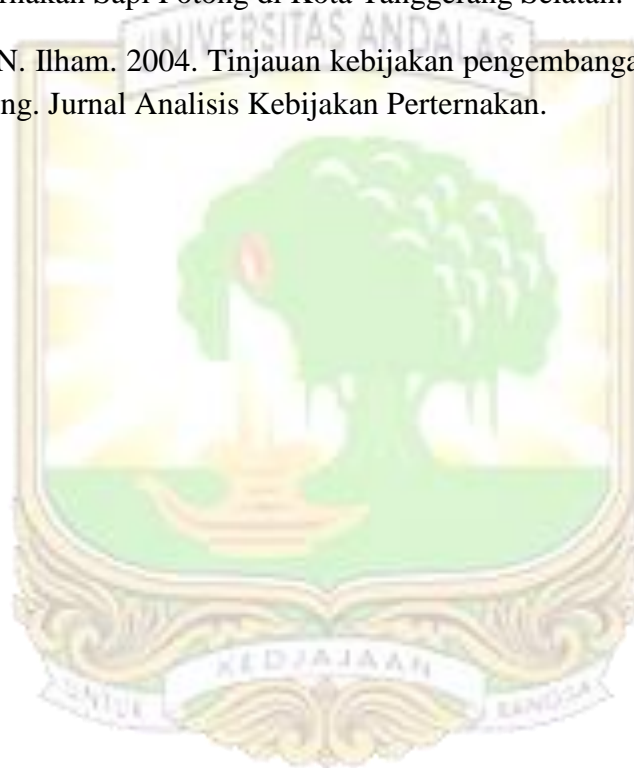 rnakan Sapi Potong di Kota Tanggerang Selatan.
UNIVERSITAS ANDALAS
N. Ilham. 2004. Tinjauan kebijakan pengembanga
ng. Jurnal Analisis Kebijakan Perternakan.
KEDJAJAAN
UNTUK BANGSA